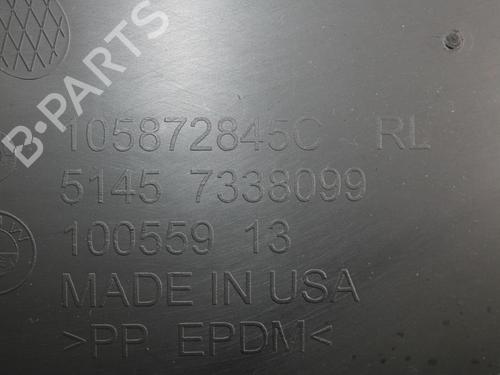 B-PARTS
105872845C RL
5145 7338099
100559 13
MADE IN USA
>PP EPDM<